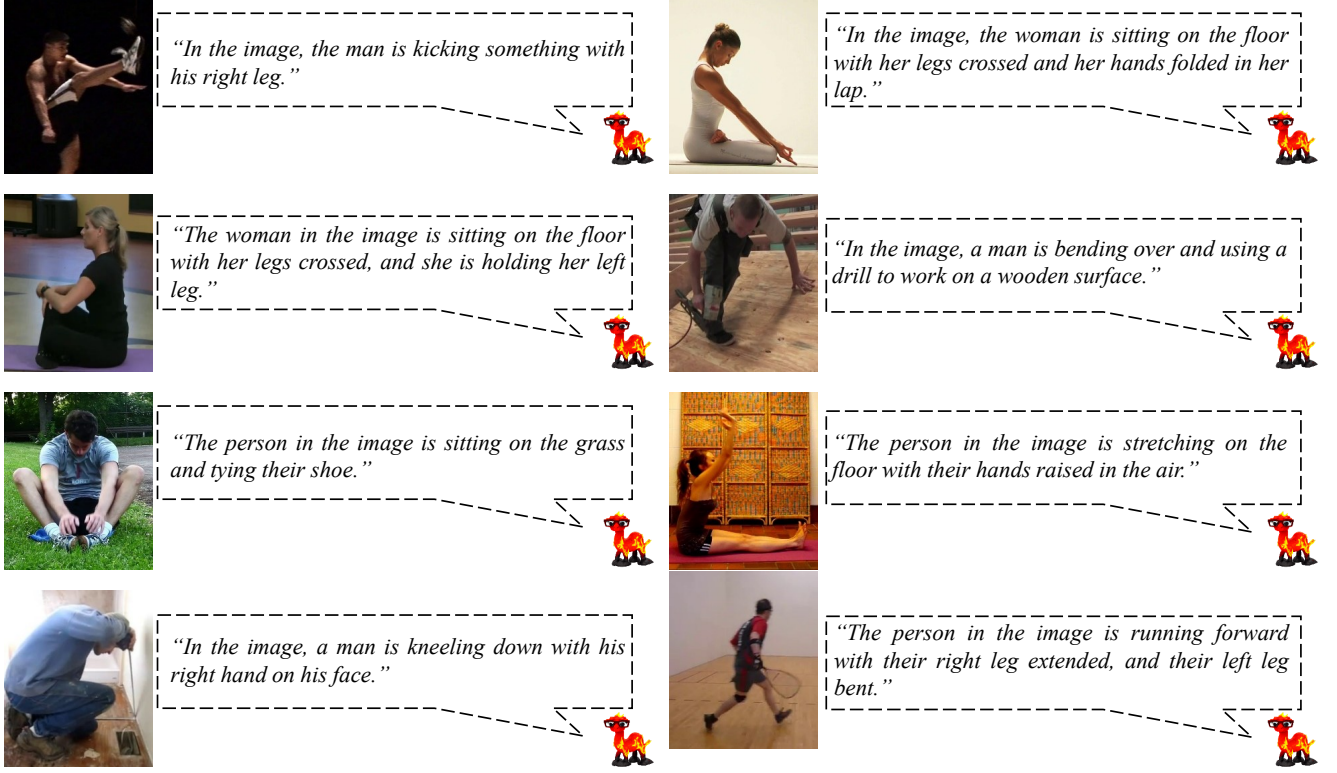 “In the image, the man is kicking something with
his right leg.”
“In the image, the woman is sitting on the floor
with her legs crossed and her hands folded in her
lap.”
“The woman in the image is sitting on the floor
with her legs crossed, and she is holding her left
leg.”
“In the image, a man is bending over and using a
drill to work on a wooden surface.”
“The person in the image is sitting on the grass
and tying their shoe.”
“The person in the image is stretching on the
floor with their hands raised in the air.”
“In the image, a man is kneeling down with his
right hand on his face.”
“The person in the image is running forward
with their right leg extended, and their left leg
bent.”